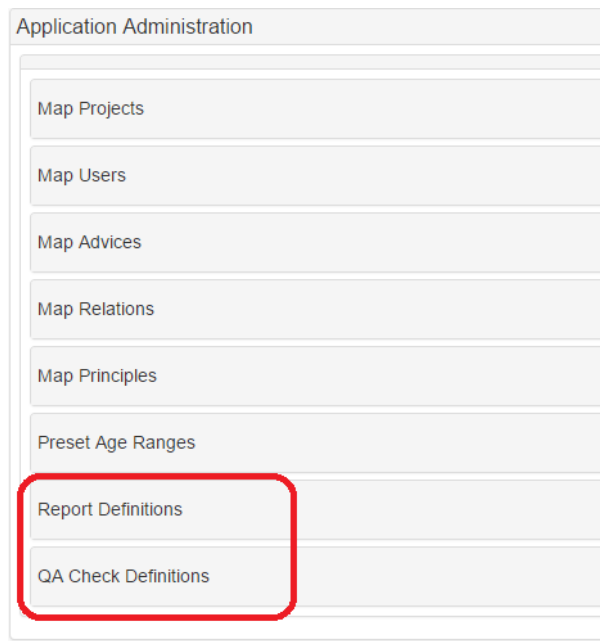 Application Administration
Map Projects
Map Users
Map Advices
Map Relations
Map Principles
Preset Age Ranges
Report Definitions
QA Check Definitions